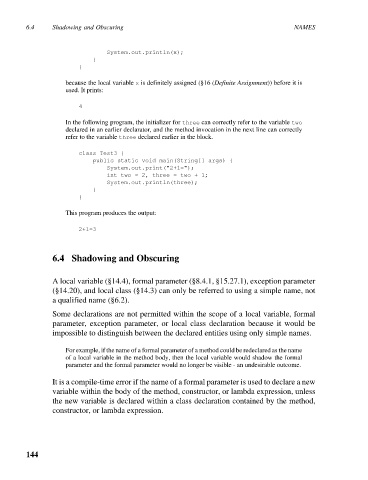 6.4 Shadowing and Obscuring NAMES
System.out.println(x);
}
}
because the local variable x is definitely assigned (§16 (Definite Assignment)) before it is
used. It prints:
4
In the following program, the initializer for three can correctly refer to the variable two
declared in an earlier declarator, and the method invocation in the next line can correctly
refer to the variable three declared earlier in the block.
class Test3 {
public static void main(String[] args) {
System.out.print("2+1=");
int two = 2, three = two + 1;
System.out.println(three);
}
}
This program produces the output:
2+1=3
6.4 Shadowing and Obscuring
A local variable (§14.4), formal parameter (§8.4.1, §15.27.1), exception parameter
(§14.20), and local class (§14.3) can only be referred to using a simple name, not
a qualified name (§6.2).
Some declarations are not permitted within the scope of a local variable, formal
parameter, exception parameter, or local class declaration because it would be
impossible to distinguish between the declared entities using only simple names.
For example, if the name of a formal parameter of a method could be redeclared as the name
of a local variable in the method body, then the local variable would shadow the formal
parameter and the formal parameter would no longer be visible - an undesirable outcome.
It is a compile-time error if the name of a formal parameter is used to declare a new
variable within the body of the method, constructor, or lambda expression, unless
the new variable is declared within a class declaration contained by the method,
constructor, or lambda expression.
144